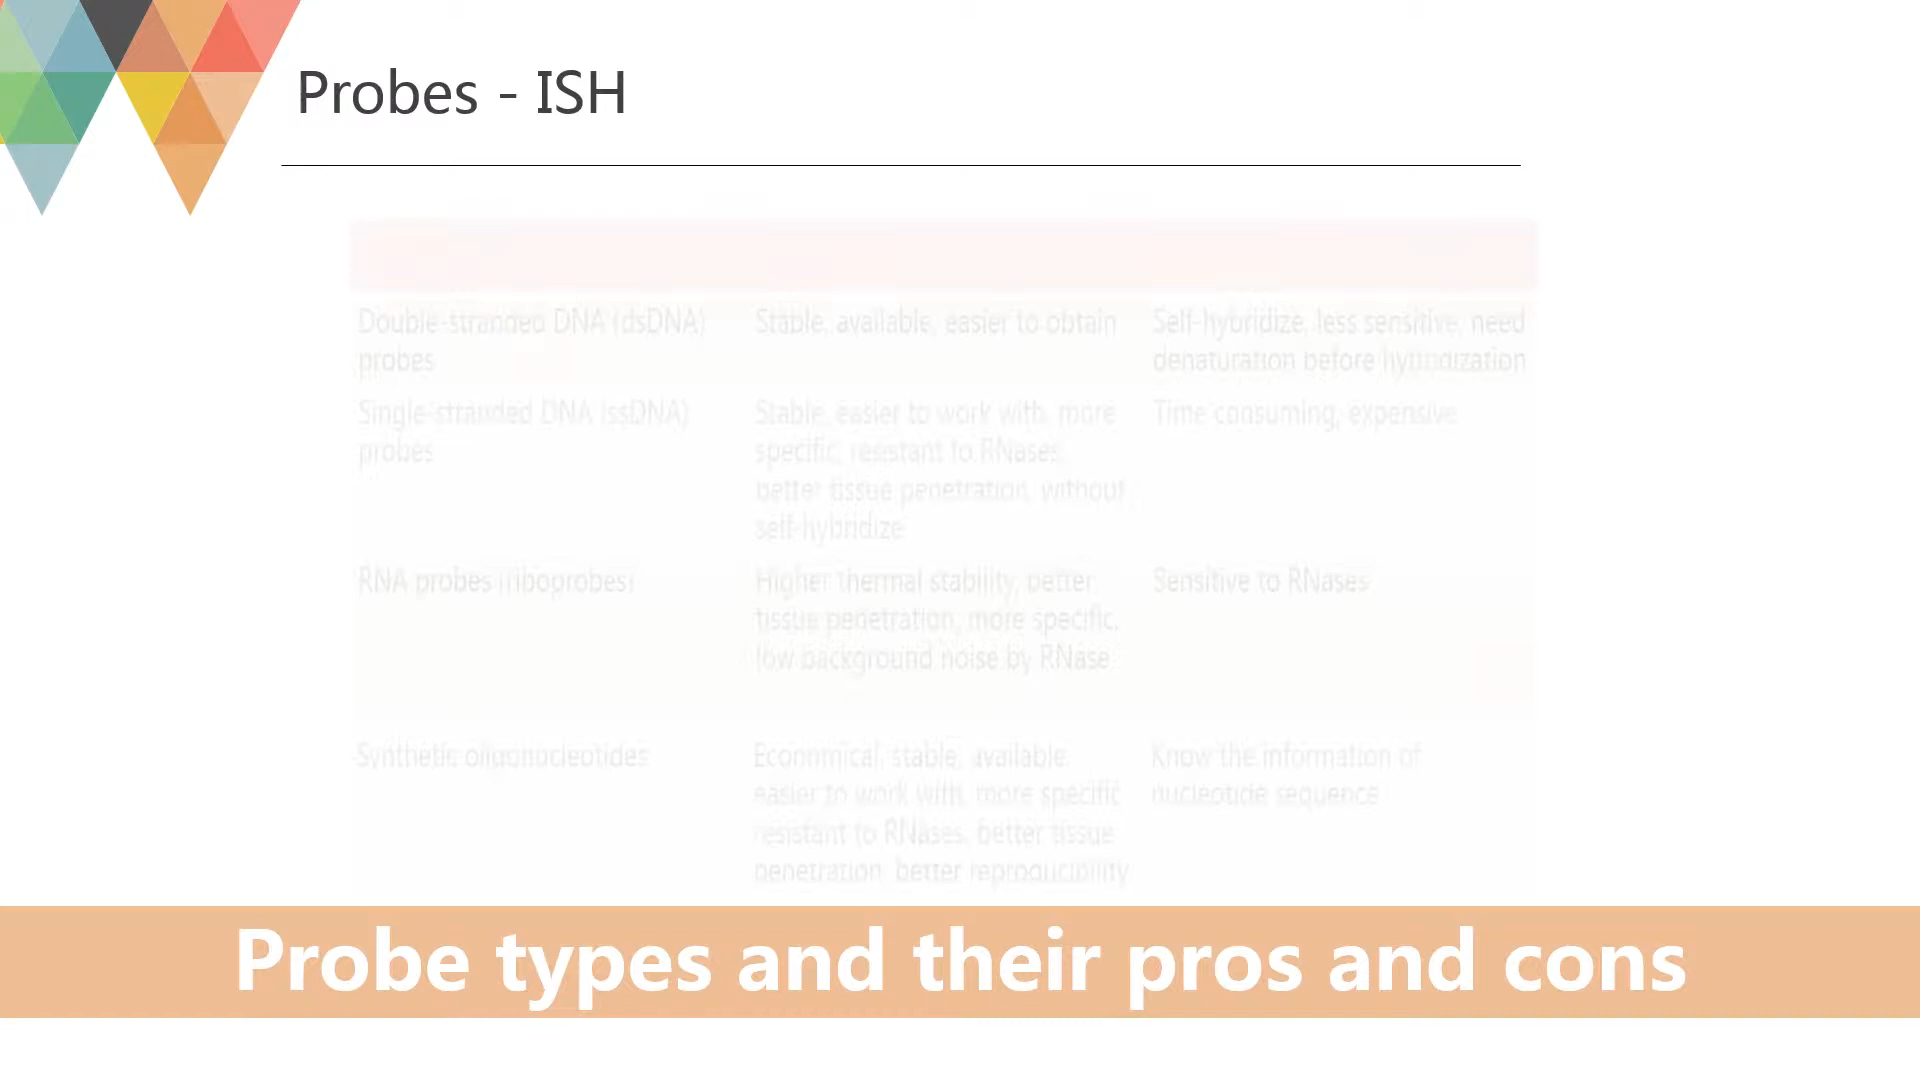 Probes - ISH
Double-stranded DNA (dsDNA) Stable, available, easier to obtain Self-hybridize, less sensitive, need
probes denaturation before hybridization
Single-stranded DNA (ssDNA) Stable, easier to work with, more Time consuming, expensive
probes specific, resistant to RNases,
better tissue penetration, without
self-hybridize
RNA probes (riboprobes) Higher thermal stability, better Sensitive to RNases
tissue penetration, more specific,
low background noise by RNase
Synthetic oligonucleotides Economical, stable, available, Know the information of
easier to work with, more specific, nucleotide sequence
resistant to RNases, better tissue
penetration, better reproducibility
Probe types and their pros and cons